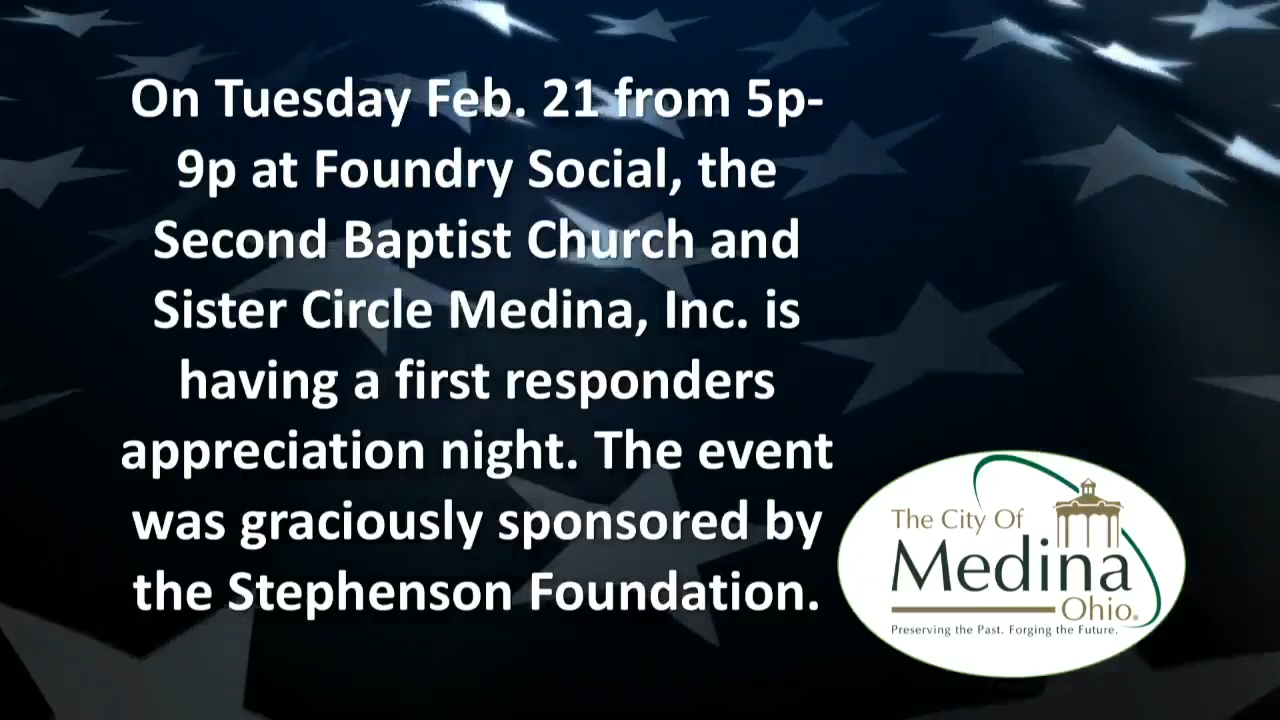 On Tuesday Feb. 21 from 5p-
9p at Foundry Social, the
Second Baptist Church and
Sister Circle Medina, Inc. is
having a first responders
appreciation night. The event
was graciously sponsored by
the Stephenson Foundation.
The City Of
Medina
Ohio®
Preserving the Past. Forging the Future.